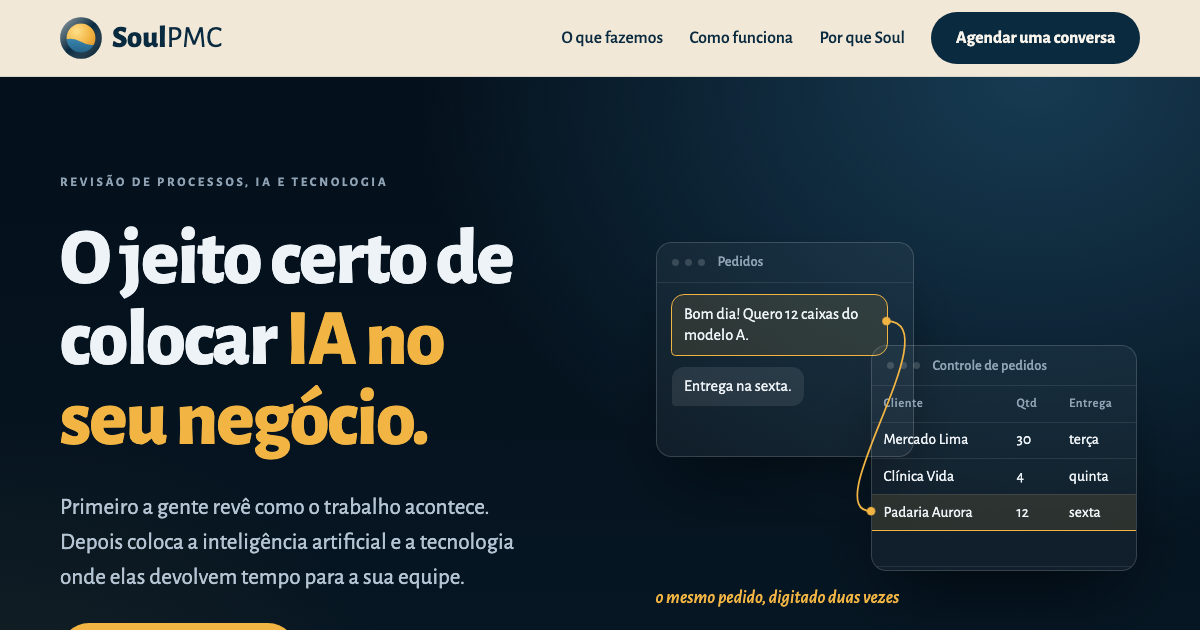 SoulPMC
O que fazemos
Como funciona
Por que Soul
Agendar uma conversa
REVISÃO DE PROCESSOS, IA E TECNOLOGIA
O jeito certo de
colocar IA no
seu negócio.
Primeiro a gente revê como o trabalho acontece.
Depois coloca a inteligência artificial e a tecnologia
onde elas devolvem tempo para a sua equipe.
Pedidos
Bom dia! Quero 12 caixas do
modelo A.
Entrega na sexta.
Controle de pedidos
Cliente Qtd Entrega
Mercado Lima 30 terça
Clínica Vida 4 quinta
Padaria Aurora 12 sexta
o mesmo pedido, digitado duas vezes